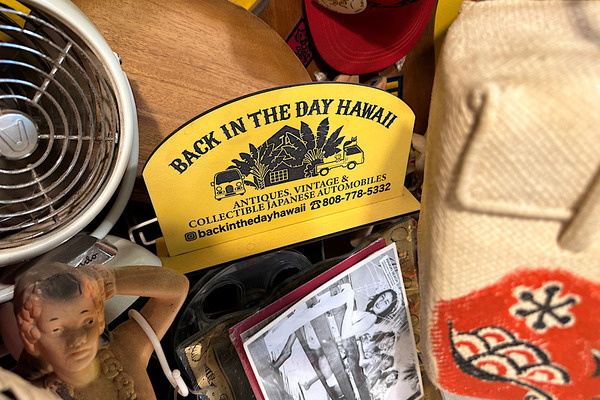 BACK IN THE DAY HAWAII
ANTIQUES, VINTAGE &
COLLECTIBLE JAPANESE AUTOMOBILES
backinthedayhawaii 808-778-5332